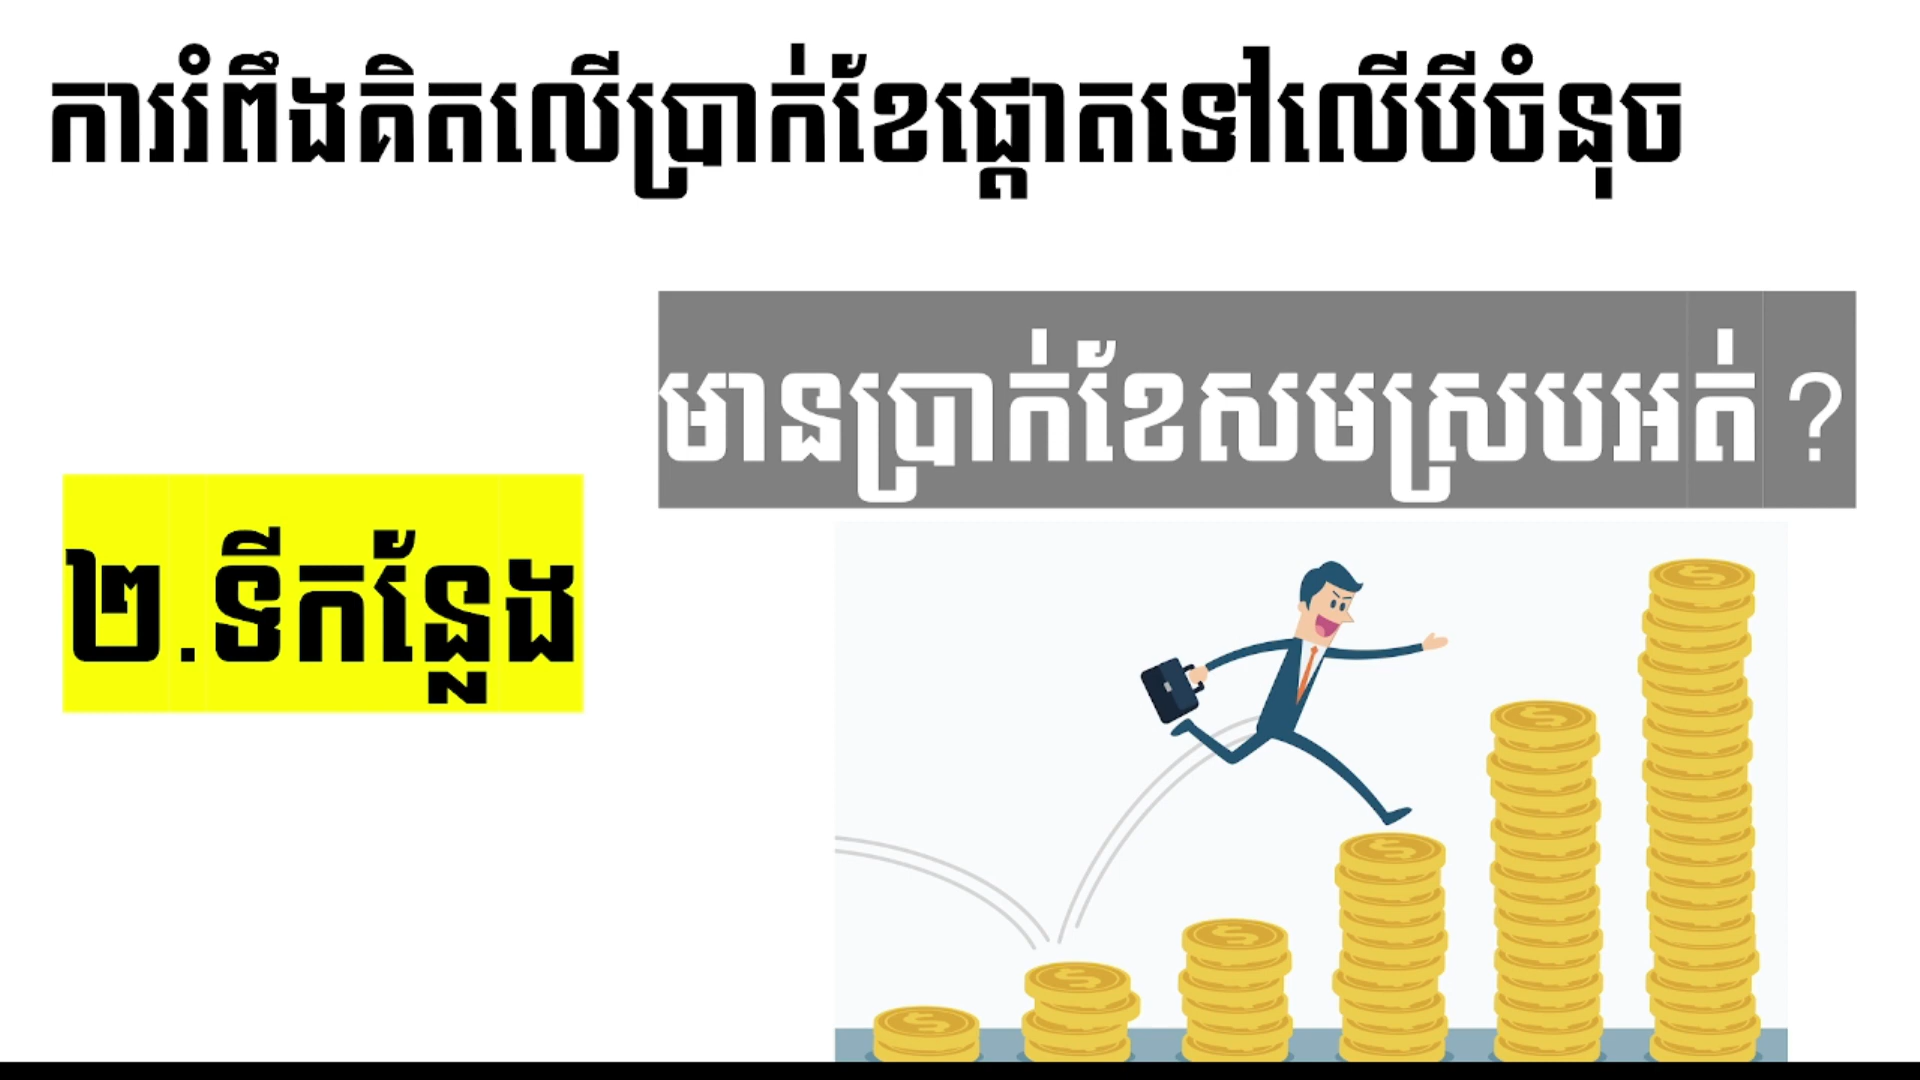 ការរំពឹងគិតលើប្រាក់ខែផ្តោតទៅលើបីចំនុច
មានប្រាក់ខែសមស្របអត់ ?
២.ទីកន្លែង